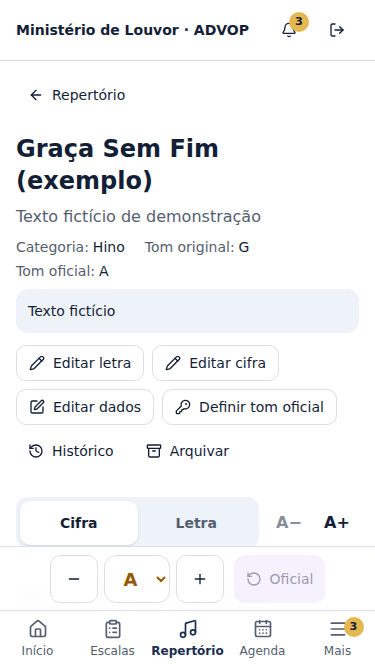 Ministério de Louvor · ADVOP 3
Repertório
Graça Sem Fim
(exemplo)
Texto fictício de demonstração
Categoria: Hino Tom original: G
Tom oficial: A
Texto fictício
Editar letra Editar cifra
Editar dados Definir tom oficial
Histórico Arquivar
Cifra Letra A− A+
− A + Oficial
Início Escalas Repertório Agenda Mais 3